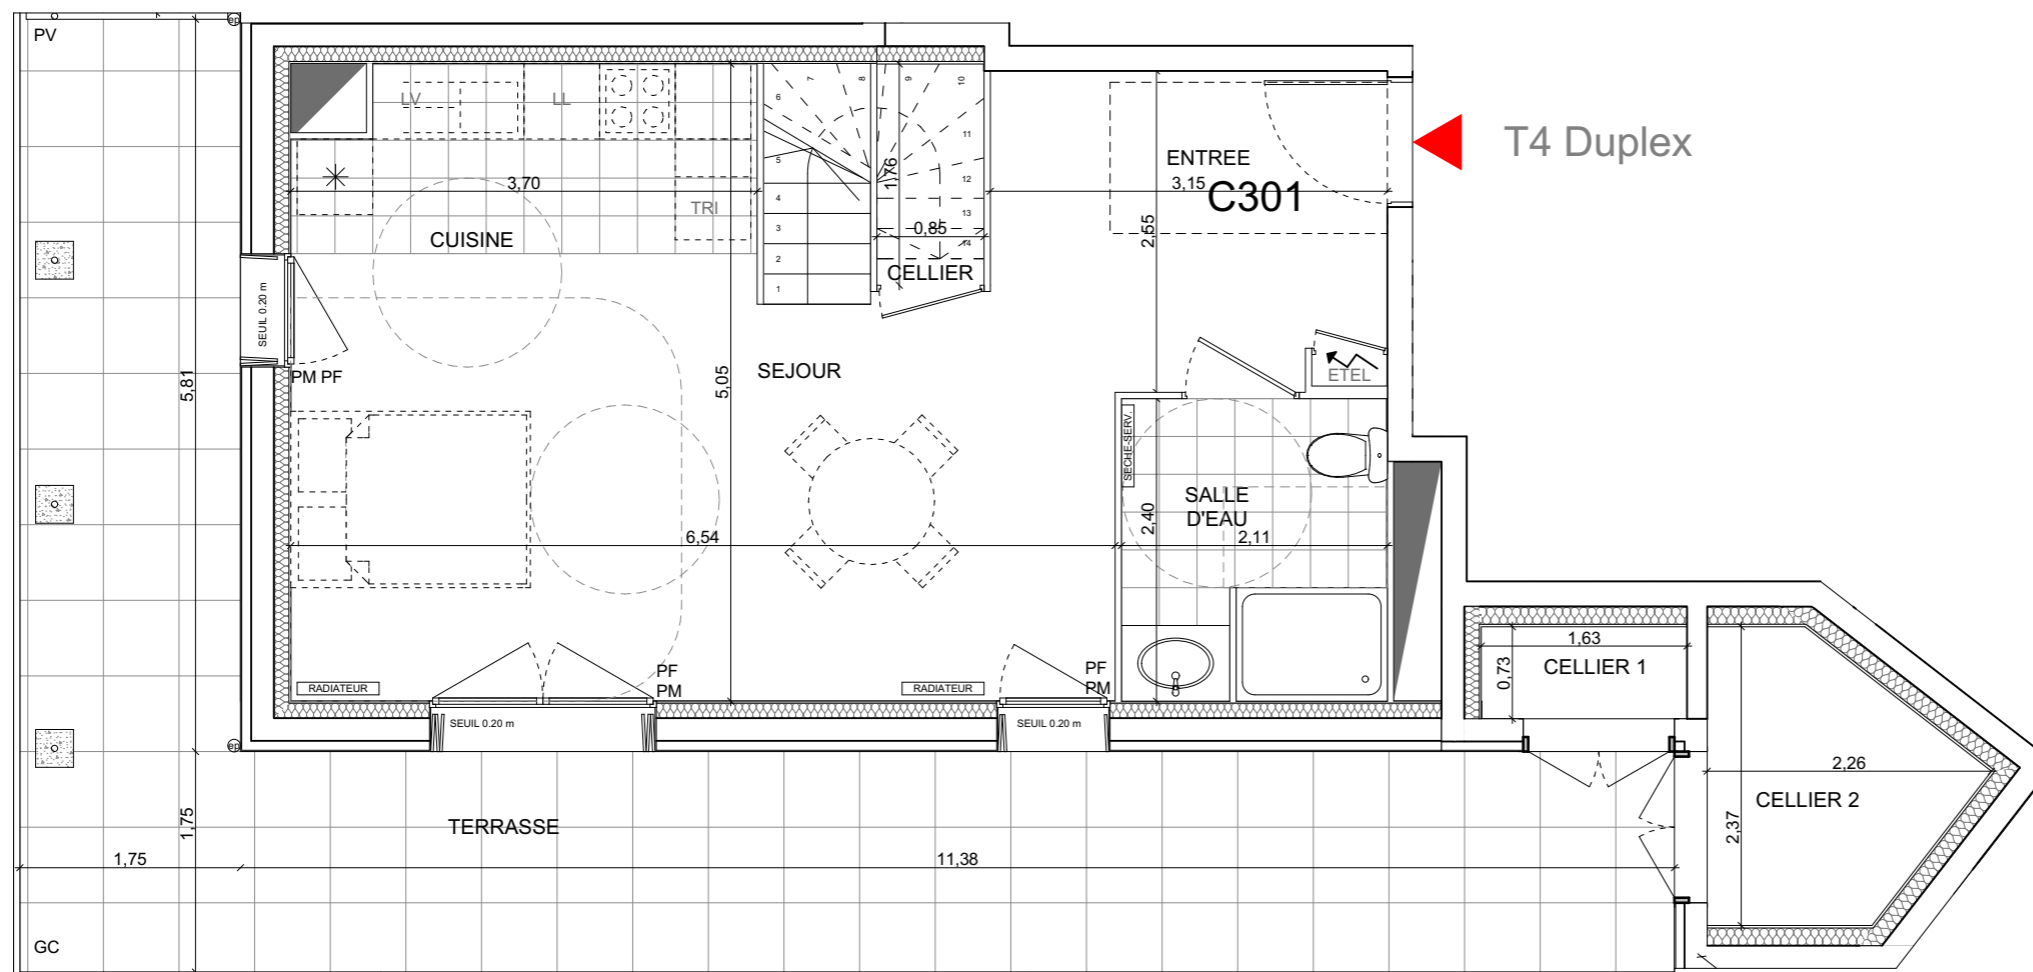 PV
ep
LV
LL
7
8
9
10
6
11
5
12
4
13
3
14
2
1
T4 Duplex
ENTREE
3,15
C301
1,76
3,70
TRI
CUISINE
0,85
2,55
CELLIER
SEUIL 0.20 m
PM PF
SEJOUR
ETEL
5,81
5,05
SECHE-SERV.
SALLE
D'EAU
2,40
2,11
6,54
1,63
CELLIER 1
0,73
PF
PM
PF
PM
RADIATEUR
RADIATEUR
SEUIL 0.20 m
SEUIL 0.20 m
ep
2,26
CELLIER 2
2,37
TERRASSE
1,75
1,75
11,38
GC